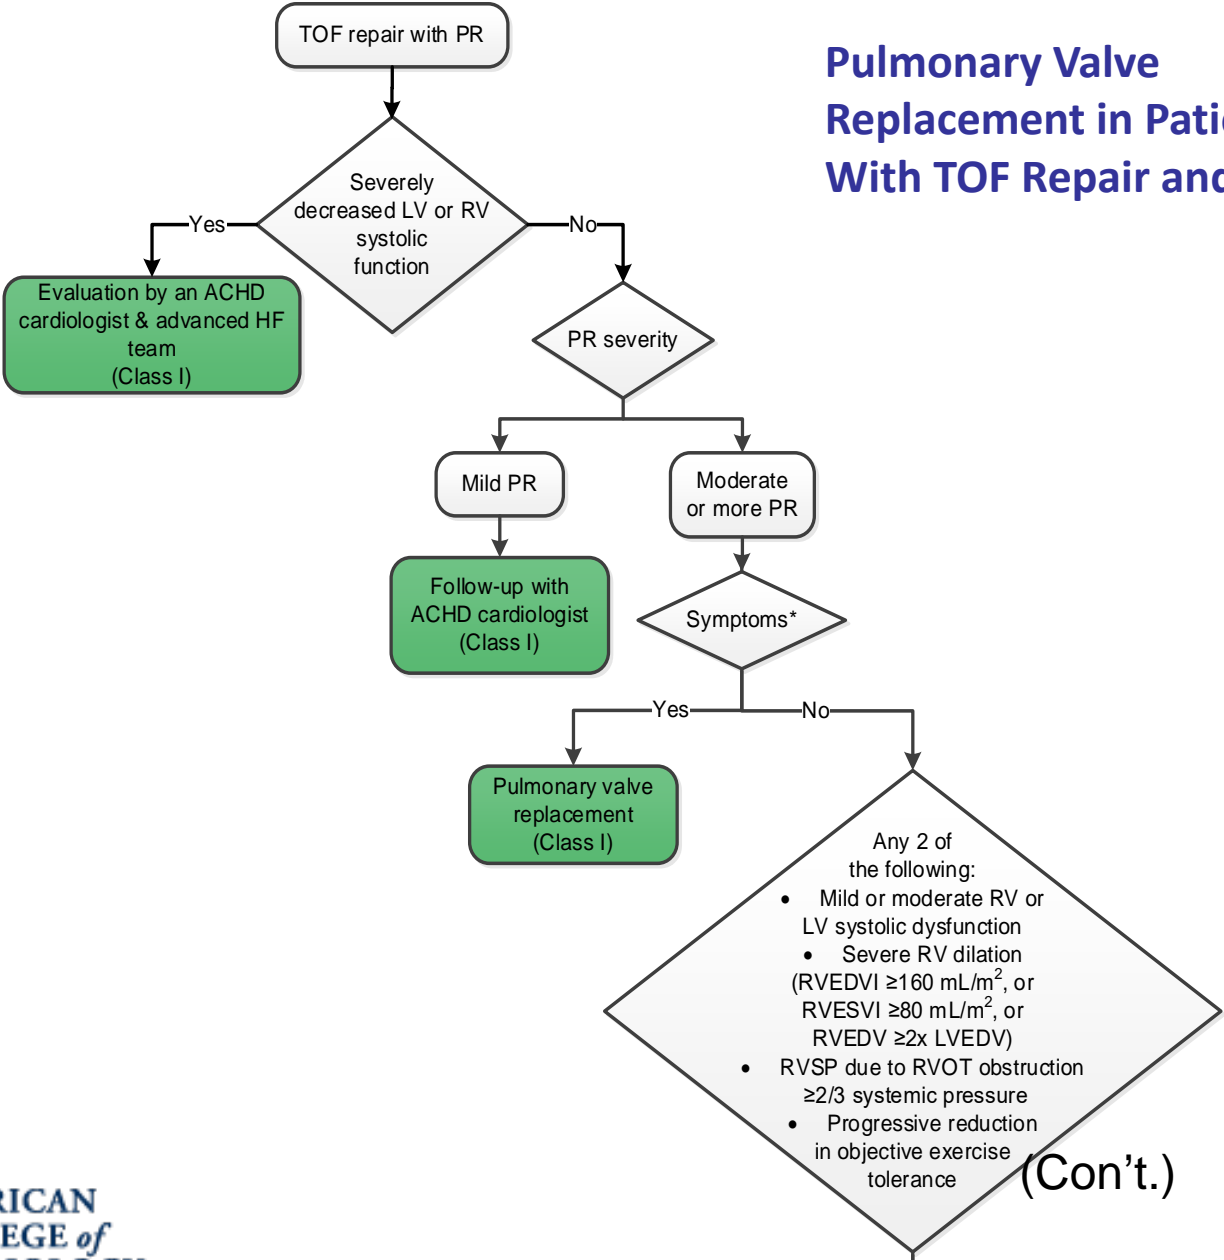 TOF repair with PR
Pulmonary Valve
Replacement in
With TOF Repair
Severely
decreased LV or RV
systolic
function
Yes
No
Evaluation by an ACHD
cardiologist & advanced HF
team
(Class I)
PR severity
Mild PR
Moderate
or more PR
Follow-up with
ACHD cardiologist
(Class I)
Symptoms*
Yes
No
Pulmonary valve
replacement
(Class I)
Any 2 of
the following:
• Mild or moderate RV or
LV systolic dysfunction
• Severe RV dilation
(RVEDVI ≥160 mL/m², or
RVESVI ≥80 mL/m², or
RVEDV ≥2x LVEDV)
• RVSP due to RVOT obstruction
≥2/3 systemic pressure
• Progressive reduction
in objective exercise
tolerance
(Con't.)
of